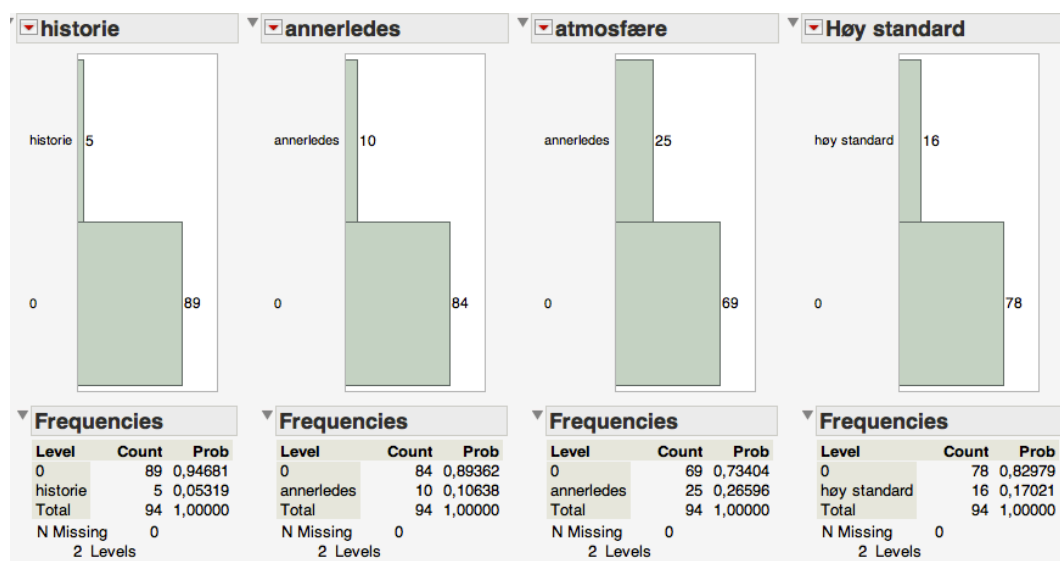 historie
historie 5
0 89
Frequencies
Level Count Prob
0 89 0,94681
historie 5 0,05319
Total 94 1,00000
N Missing 0
2 Levels
annerledes
annerledes 10
0 84
Frequencies
Level Count Prob
0 84 0,89362
annerledes 10 0,10638
Total 94 1,00000
N Missing 0
2 Levels
atmosfære
annerledes 25
0 69
Frequencies
Level Count Prob
0 69 0,73404
annerledes 25 0,26596
Total 94 1,00000
N Missing 0
2 Levels
Høy standard
høy standard 16
0 78
Frequencies
Level Count Prob
0 78 0,82979
høy standard 16 0,17021
Total 94 1,00000
N Missing 0
2 Levels